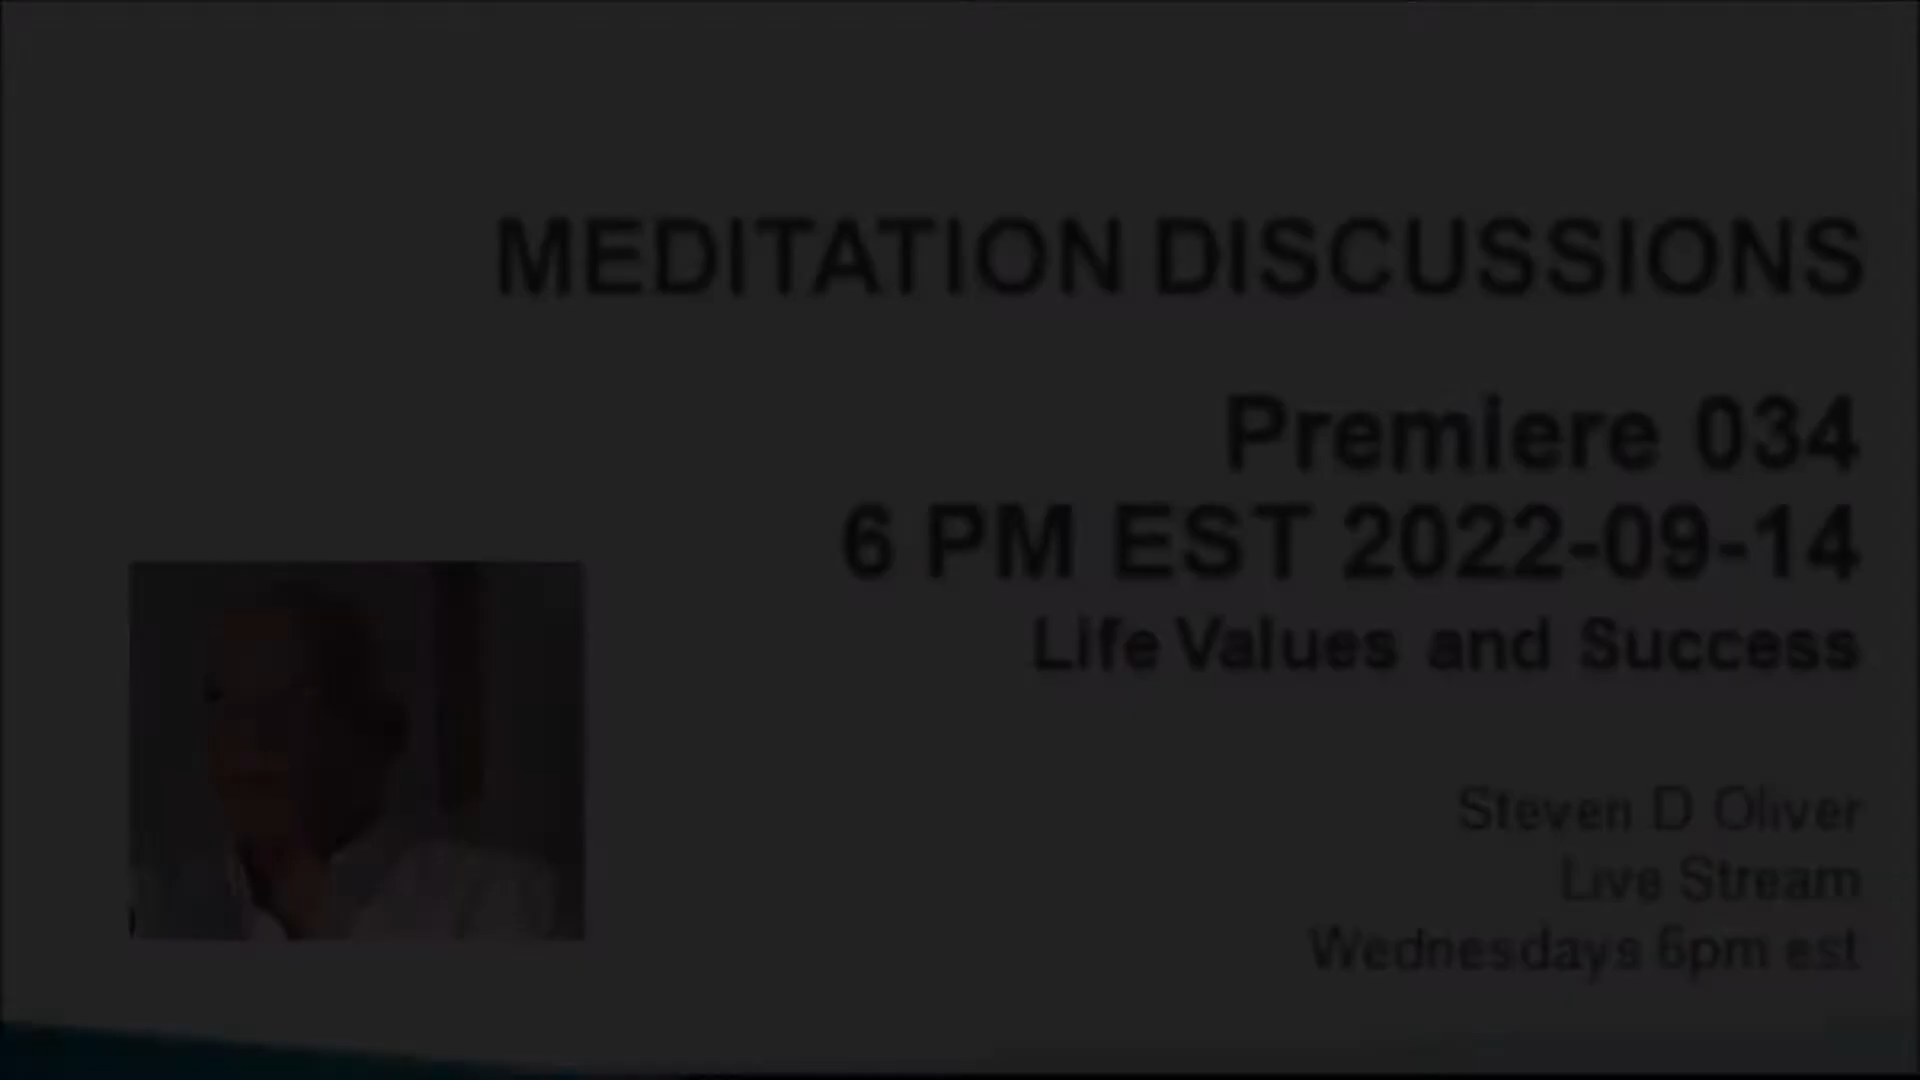 MEDITATION DISCUSSIONS
Premiere 034
6 PM EST 2022-09-14
Life Values and Success
Steven D Oliver
Live Stream
Wednesdays 6pm est